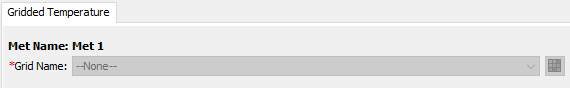 Gridded Temperature
Met Name: Met 1
*Grid Name: --None--